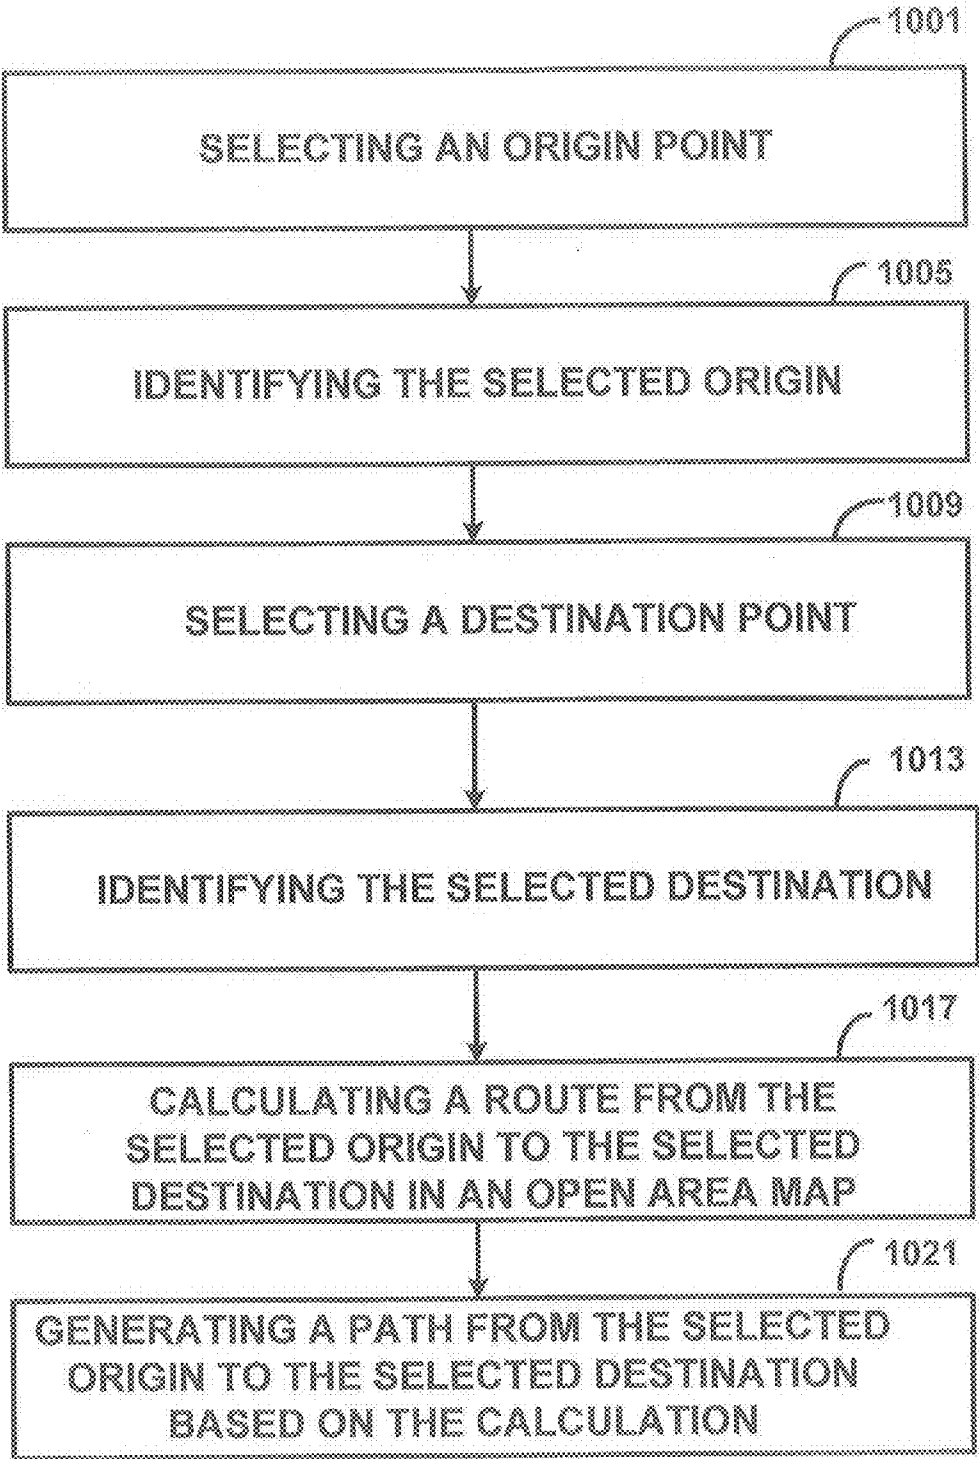 1001
SELECTING AN ORIGIN POINT
1005
IDENTIFYING THE SELECTED ORIGIN
1009
SELECTING A DESTINATION POINT
1013
IDENTIFYING THE SELECTED DESTINATION
1017
CALCULATING A ROUTE FROM THE
SELECTED ORIGIN TO THE SELECTED
DESTINATION IN AN OPEN AREA MAP
1021
GENERATING A PATH FROM THE SELECTED
ORIGIN TO THE SELECTED DESTINATION
BASED ON THE CALCULATION